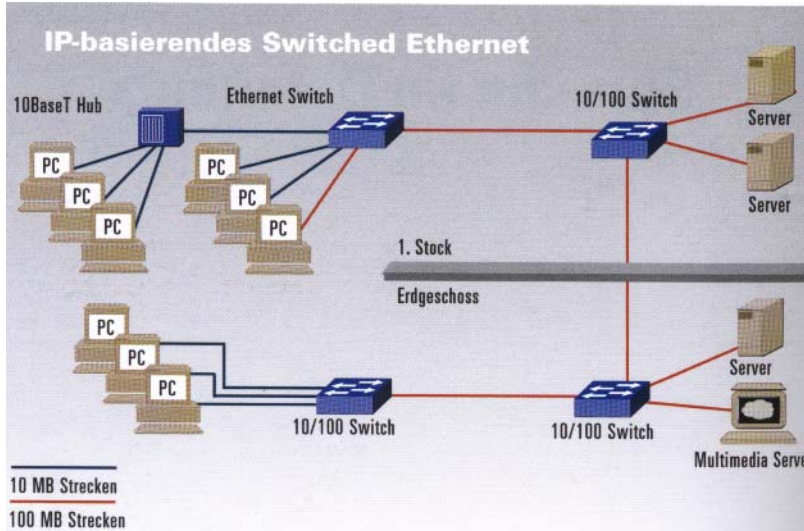 IP-basierendes Switched Ethernet
10BaseT Hub
Ethernet Switch
10/100 Switch
Server
Server
PC
PC
PC
PC
PC
PC
1. Stock
Erdgeschoss
PC
PC
PC
10/100 Switch
10/100 Switch
Server
Multimedia Serve
10 MB Strecken
100 MB Strecken